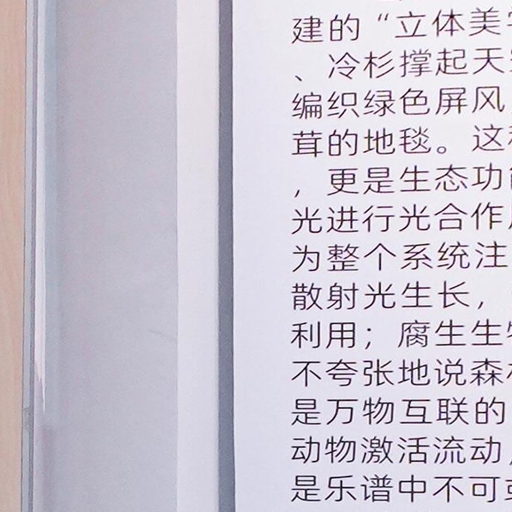 建的“立体美
、冷杉撑起天
编织绿色屏风
茸的地毯。这
，更是生态功
光进行光合作
为整个系统注
散射光生长，
利用；腐生生
不夸张地说森
是万物互联的
动物激活流动
是乐谱中不可